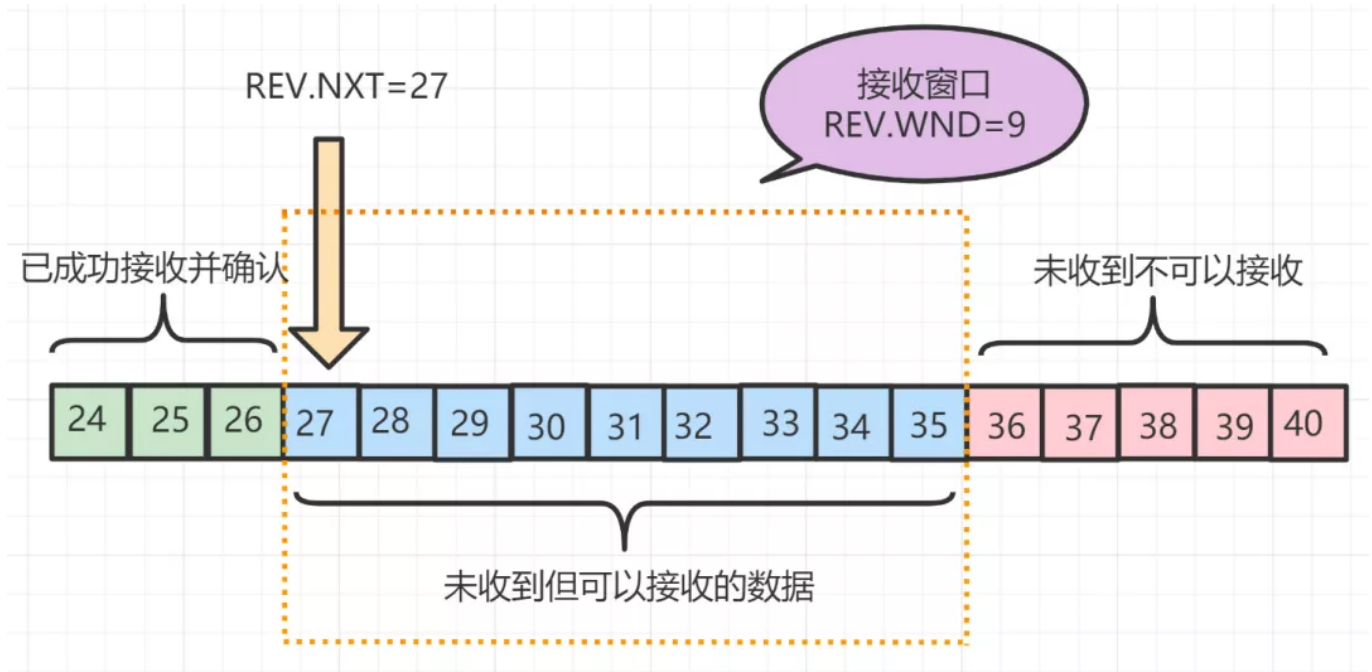 REV.NXT=27
接收窗口
REV.WND=9
已成功接收并确认
未收到不可以接收
24 25 26 27 28 29 30 31 32 33 34 35 36 37 38 39 40
未收到但可以接收的数据